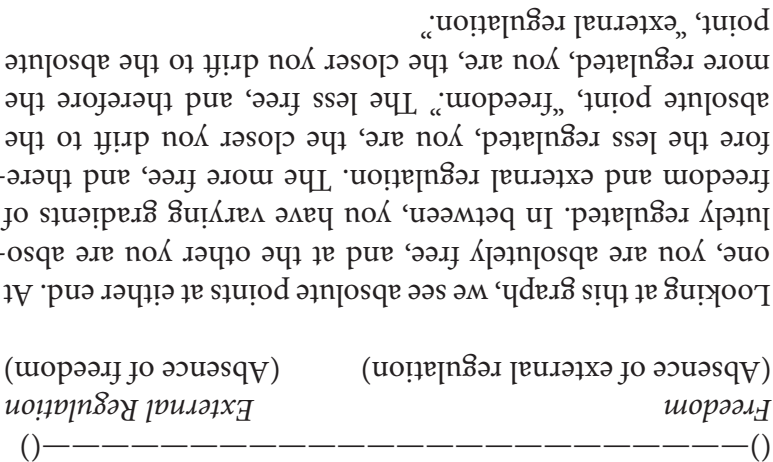 ()—————————————————————————()
Freedom External Regulation
(Absence of external regulation) (Absence of freedom)
Looking at this graph, we see absolute points at either end. At
one, you are absolutely free, and at the other you are abso-
lutely regulated. In between, you have varying gradients of
freedom and external regulation. The more free, and there-
fore the less regulated, you are, the closer you drift to the
absolute point, “freedom.” The less free, and therefore the
more regulated, you are, the closer you drift to the absolute
point, “external regulation.”